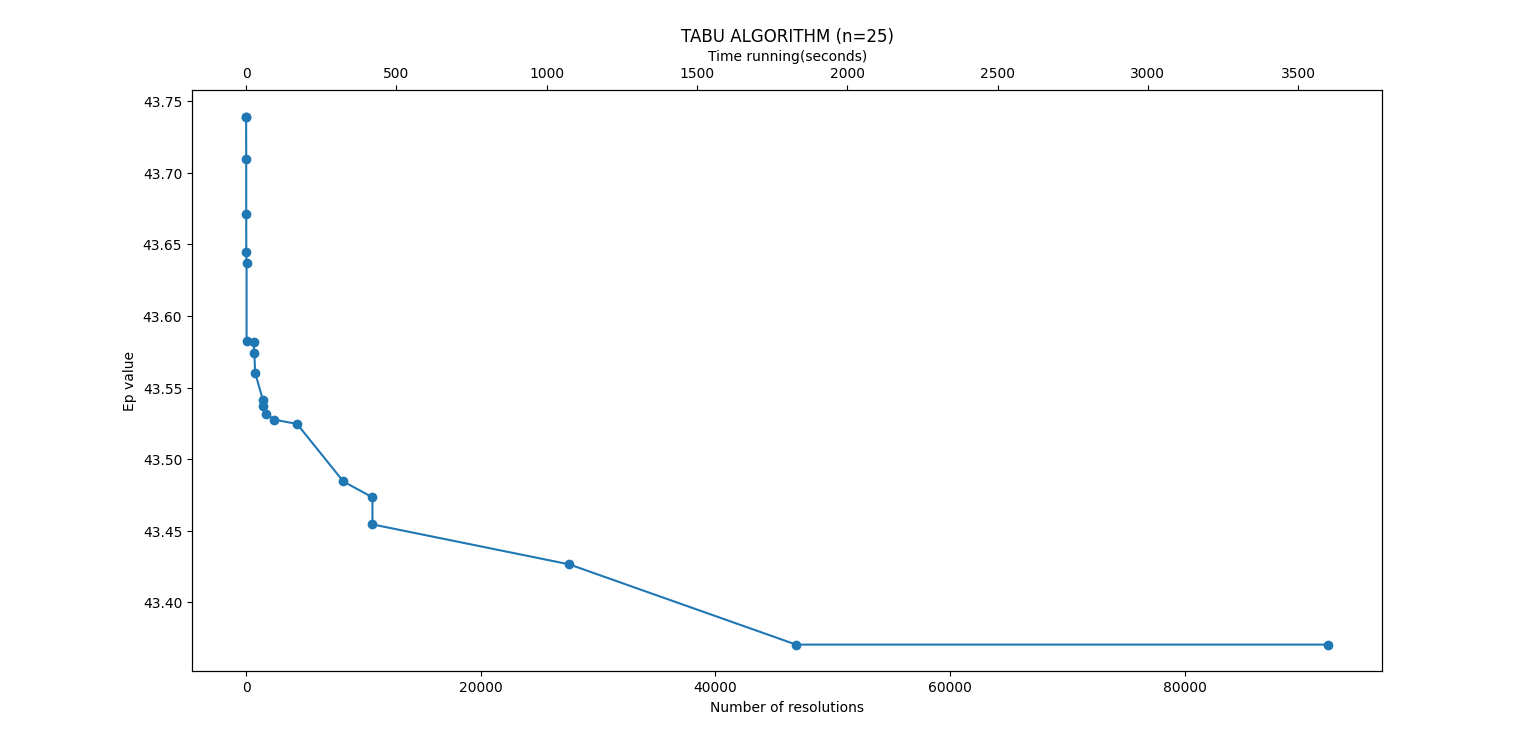 TABU ALGORITHM (n=25)
Time running(seconds)
0 500 1000 1500 2000 2500 3000 3500
43.75
43.70
43.65
43.60
43.55
43.50
43.45
43.40
Ep value
0 20000 40000 60000 80000
Number of resolutions